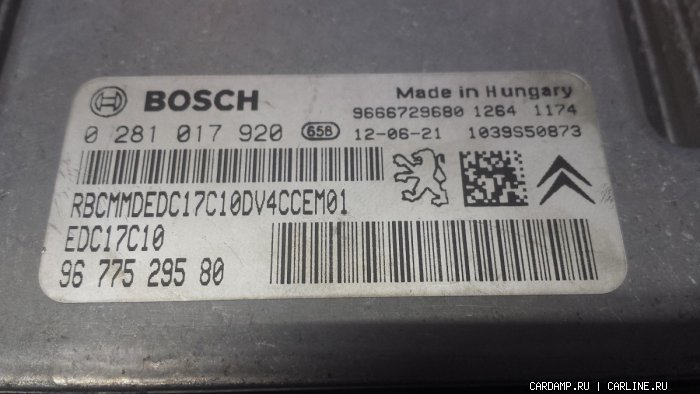 BOSCH
Made in Hungary
9666729680 1264 1174
0 281 017 920 656 12-06-21 1039S50873
RBCMMDEDC17C10DV4CCEM01
EDC17C10
96 775 295 80
CARDAMP.RU | CARLINE.RU